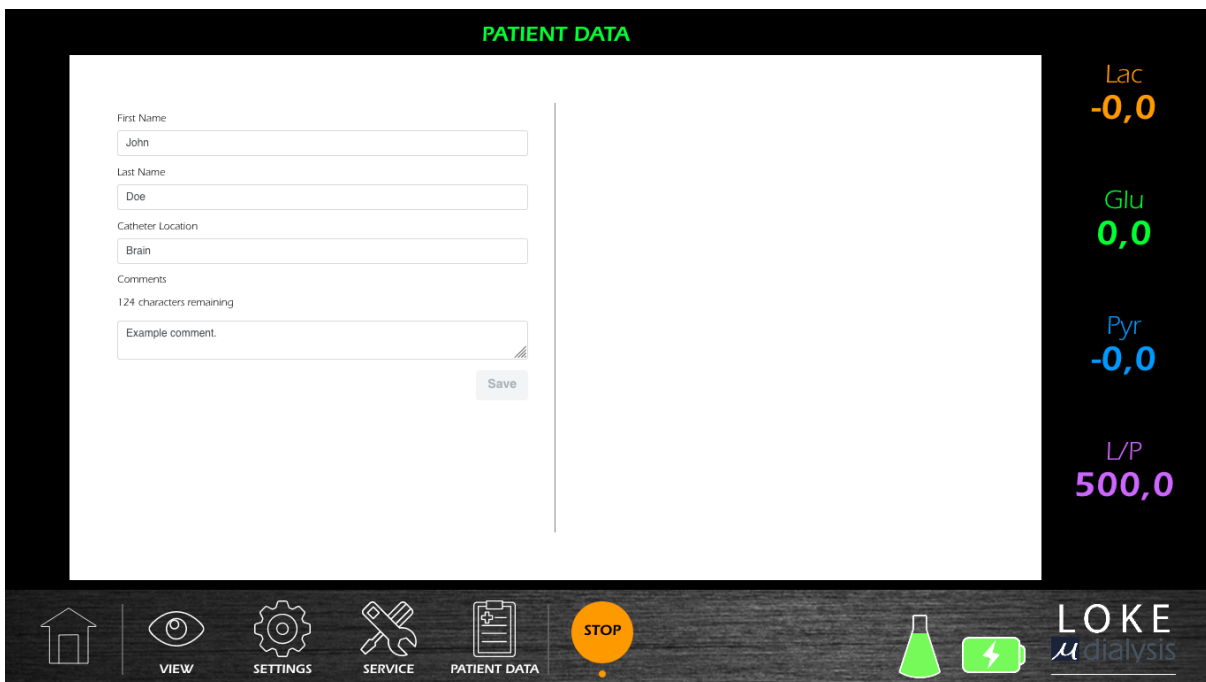 PATIENT DATA
First Name
John
Last Name
Doe
Catheter Location
Brain
Comments
124 characters remaining
Example comment.
Save
Lac
-0,0
Glu
0,0
Pyr
-0,0
L/P
500,0
VIEW
SETTINGS
SERVICE
PATIENT DATA
STOP
LOKE
μdialysis